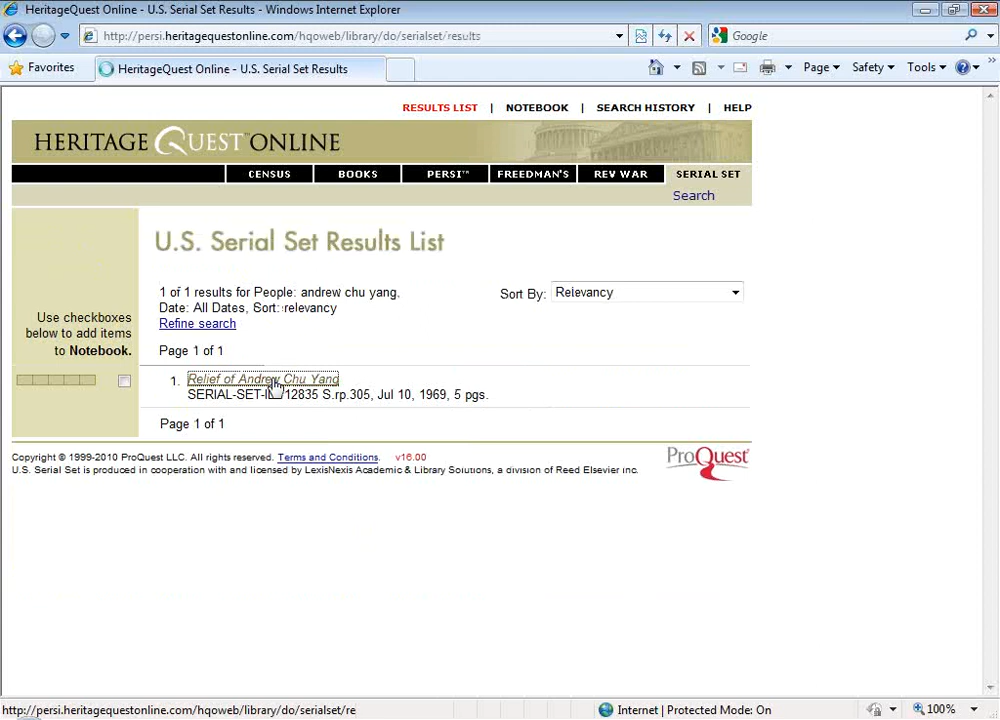 HeritageQuest Online - U.S. Serial Set Results - Windows Internet Explorer
http://persi.heritagequestonline.com/hqoweb/library/do/serialset/results
Google
Favorites
HeritageQuest Online - U.S. Serial Set Results
Page
Safety
Tools
RESULTS LIST | NOTEBOOK | SEARCH HISTORY | HELP
HERITAGE QUEST™ ONLINE
CENSUS BOOKS PERSI™ FREEDMAN'S REV WAR SERIAL SET
Search
U.S. Serial Set Results List
1 of 1 results for People: andrew chu yang,
Date: All Dates, Sort: relevancy
Refine search
Sort By: Relevancy
Use checkboxes
below to add items
to Notebook.
Page 1 of 1
1. Relief of Andrew Chu Yang
12835 S.rp.305, Jul 10, 1969, 5 pgs.
Page 1 of 1
Copyright © 1999-2010 ProQuest LLC. All rights reserved. Terms and Conditions. v16.00
U.S. Serial Set is produced in cooperation with and licensed by LexisNexis Academic & Library Solutions, a division of Reed Elsevier Inc.
ProQuest
http://persi.heritagequestonline.com/hqoweb/library/do/serialset/re
Internet | Protected Mode: On
100%